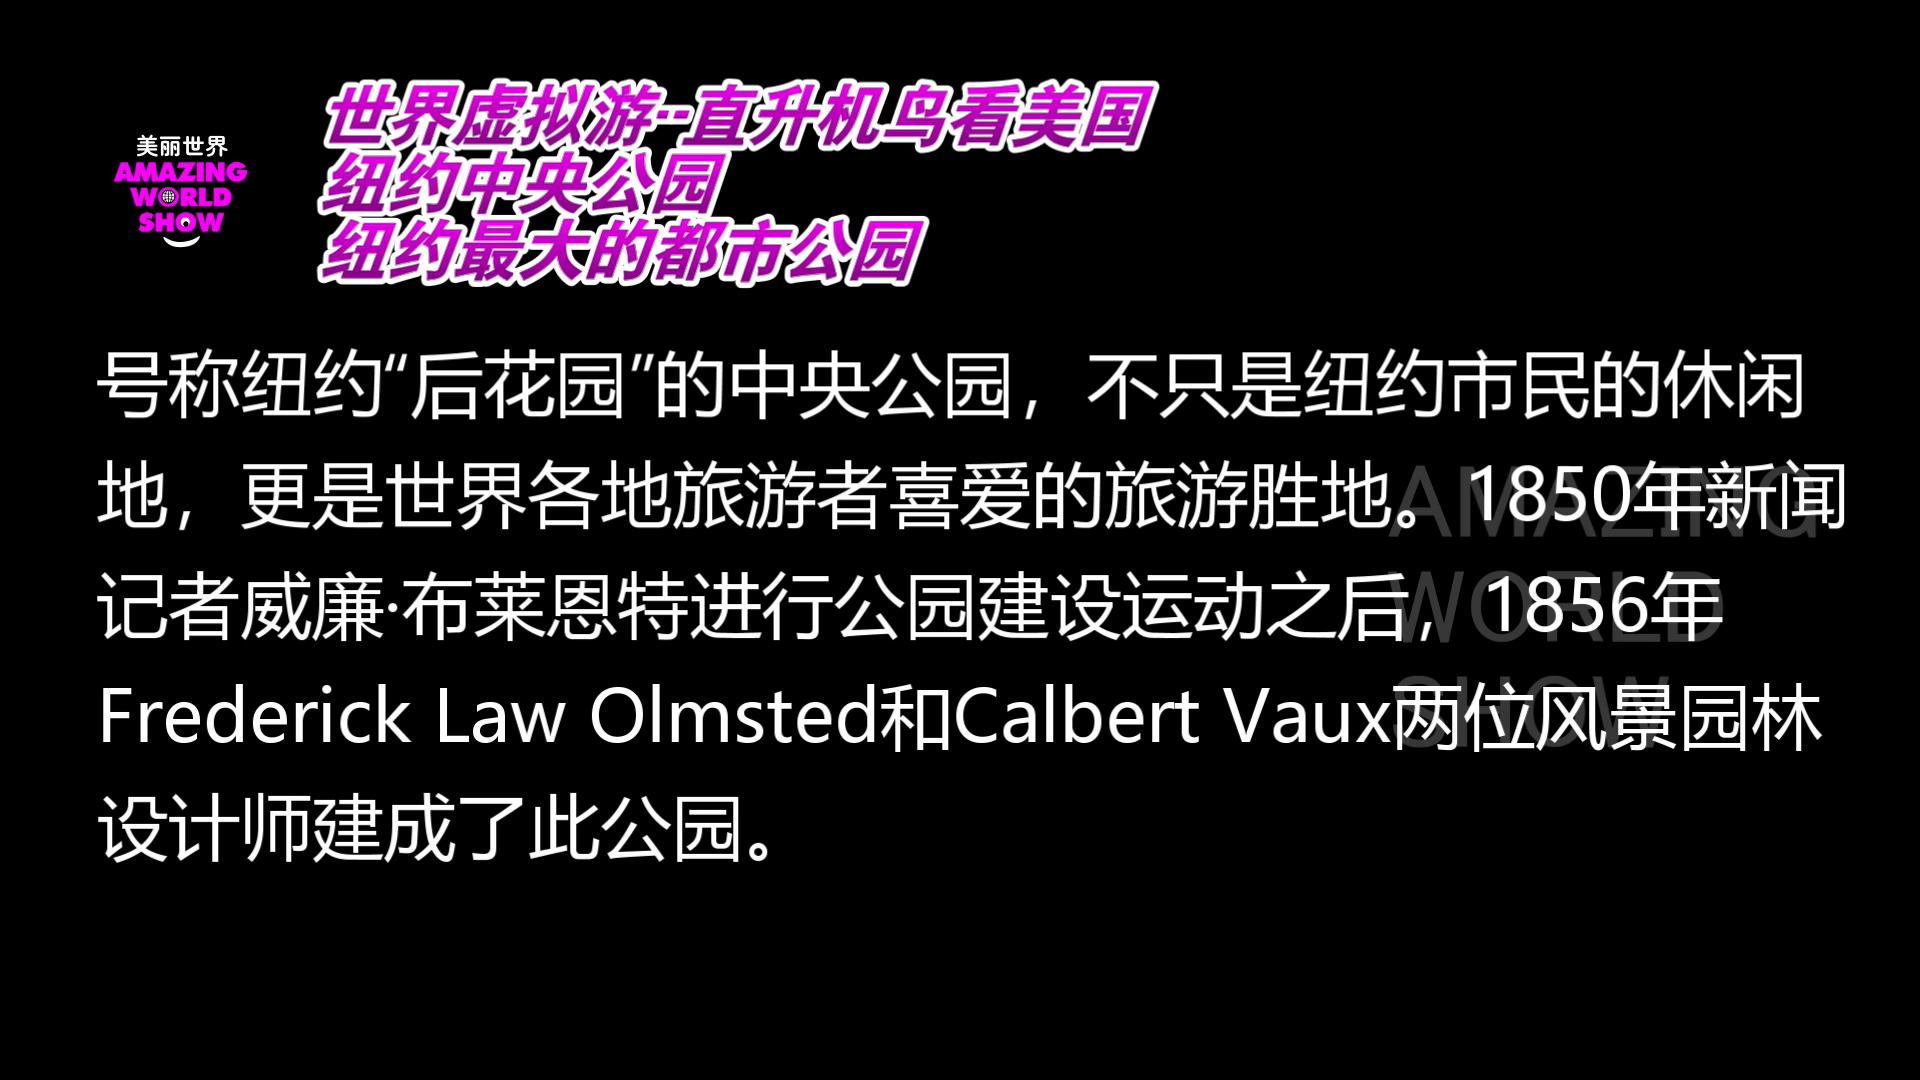 美丽世界
AMAZING
WORLD
SHOW
世界虚拟游--直升机鸟看美国
纽约中央公园
纽约最大的都市公园
号称纽约“后花园”的中央公园，不只是纽约市民的休闲
地，更是世界各地旅游者喜爱的旅游胜地。1850年新闻
记者威廉·布莱恩特进行公园建设运动之后，1856年
Frederick Law Olmsted和Calbert Vaux两位风景园林
设计师建成了此公园。
AMAZING
WORLD
SHOW